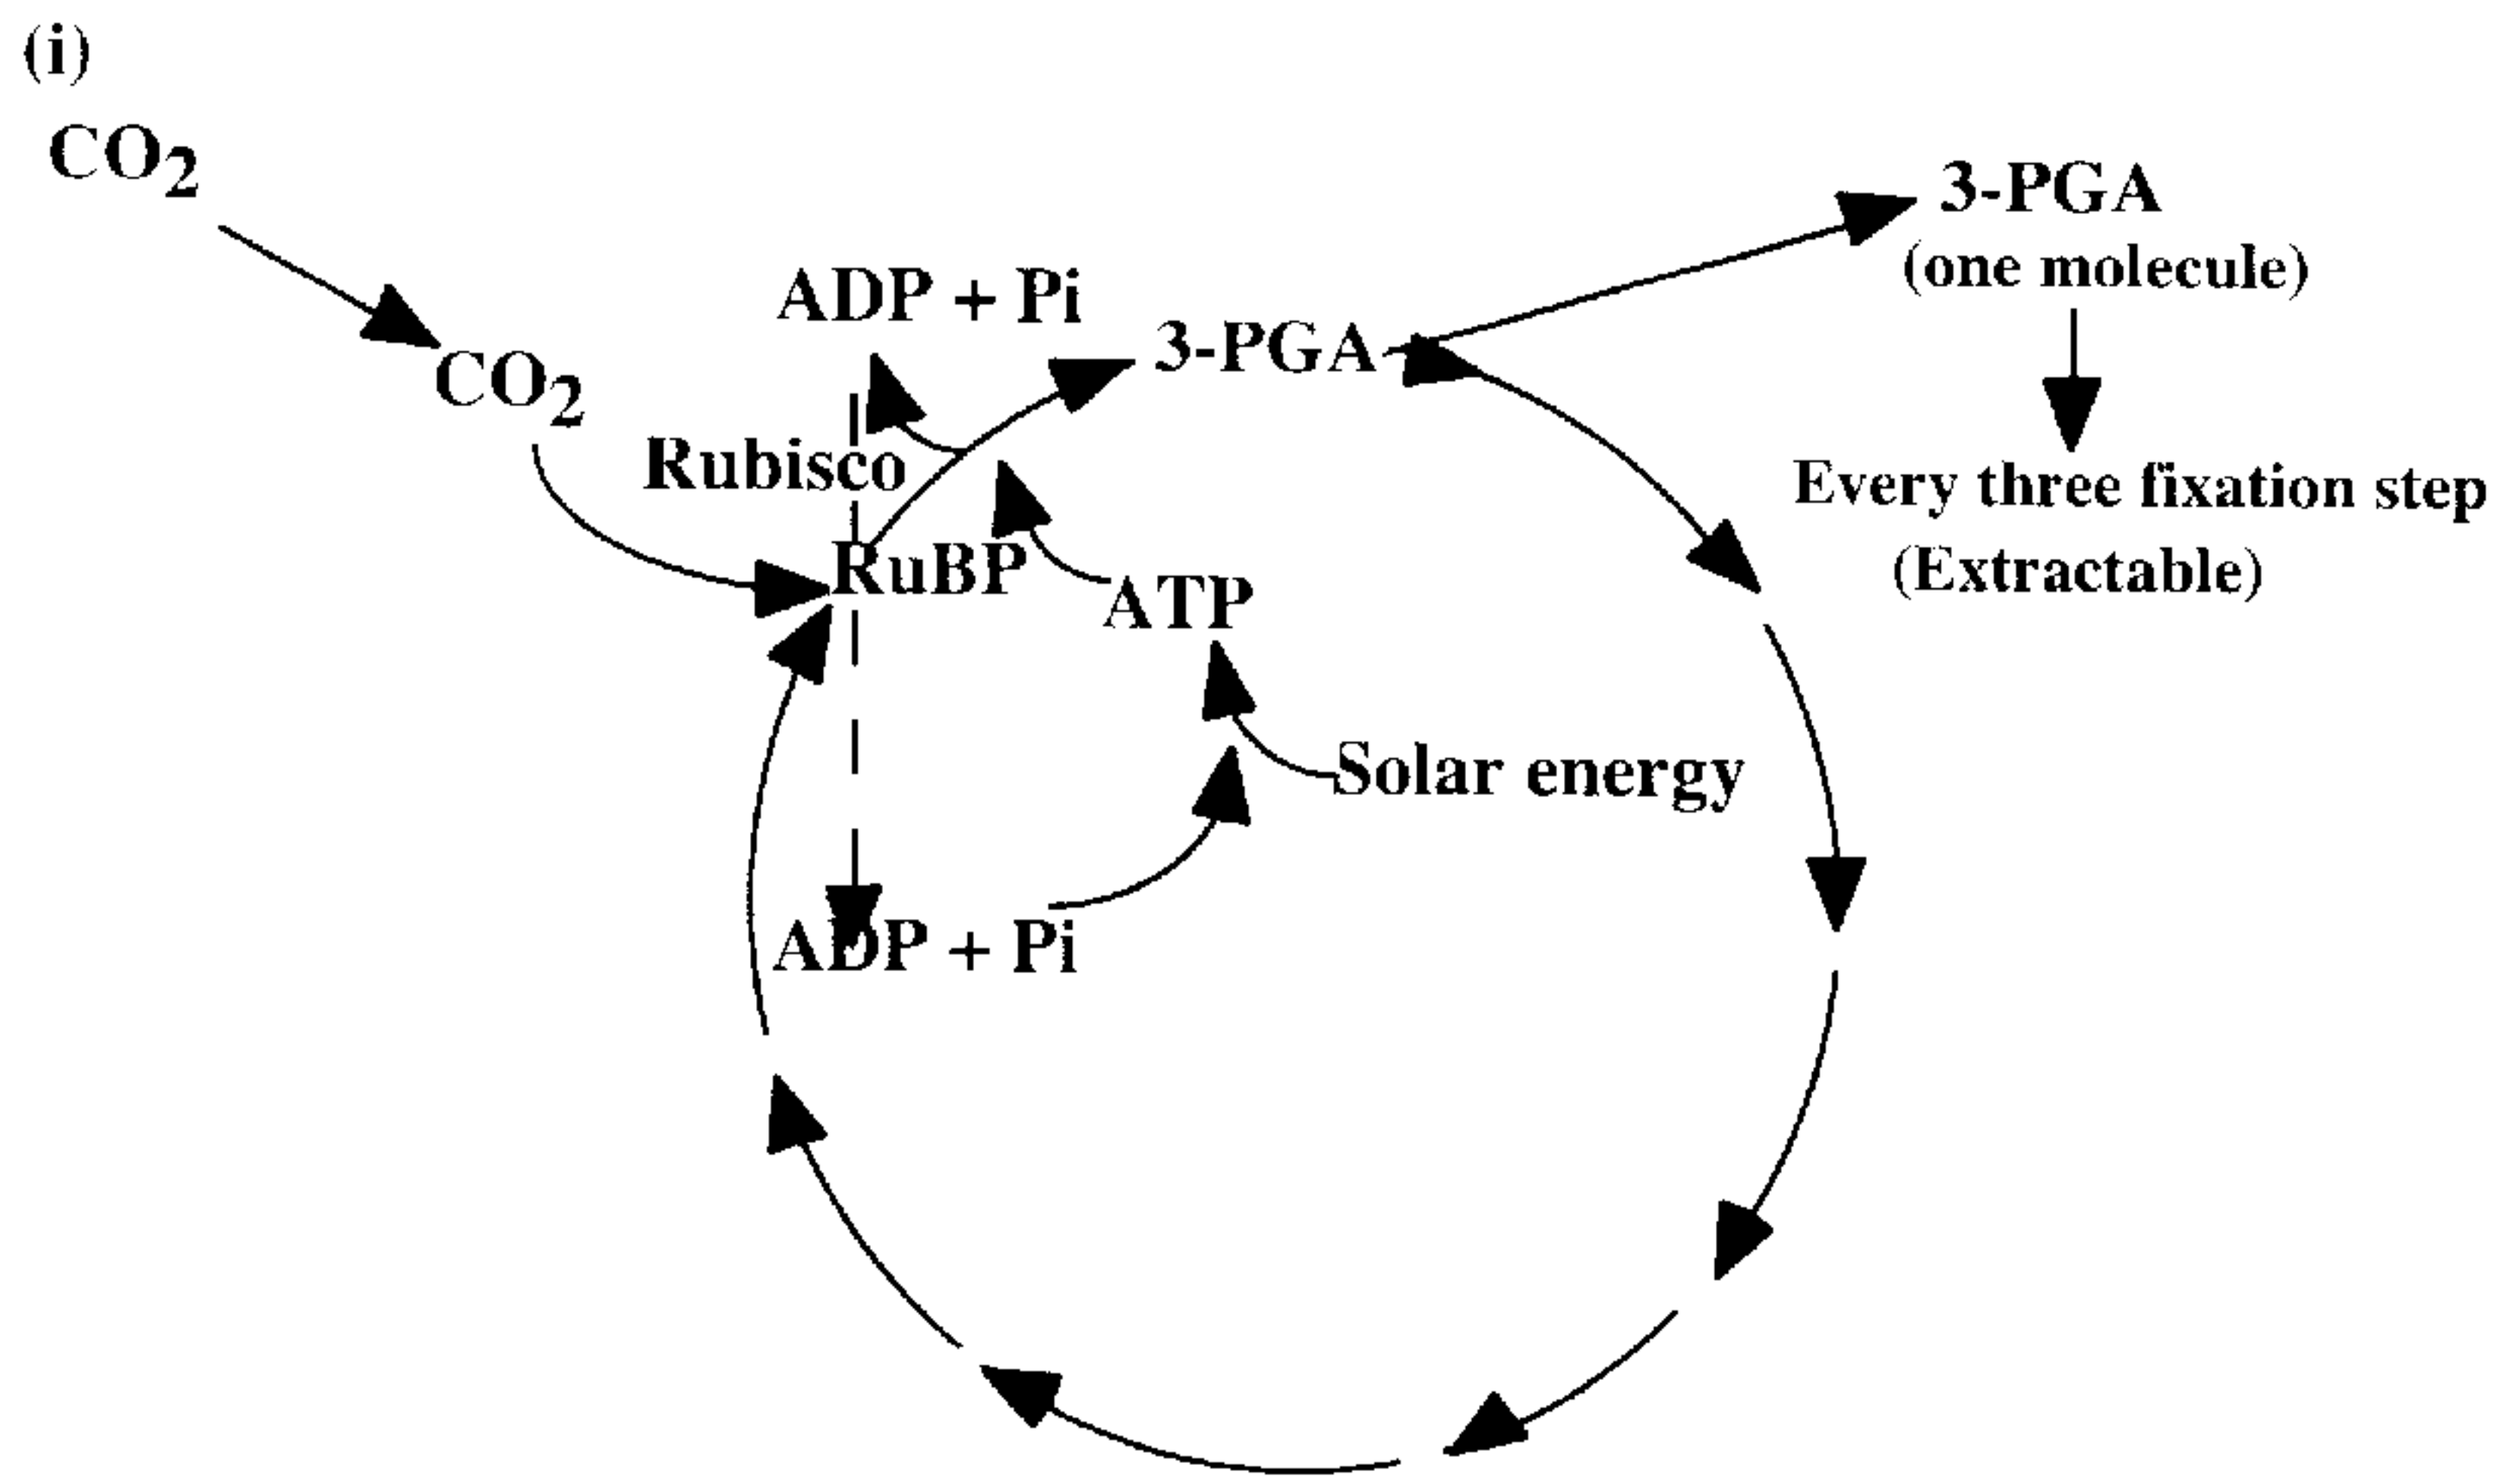 (i)
CO2
3-PGA
(one molecule)
ADP + Pi
3-PGA
CO2
Rubisco
Every three fixation step
(Extractable)
RuBP
ATP
Solar energy
ADP + Pi